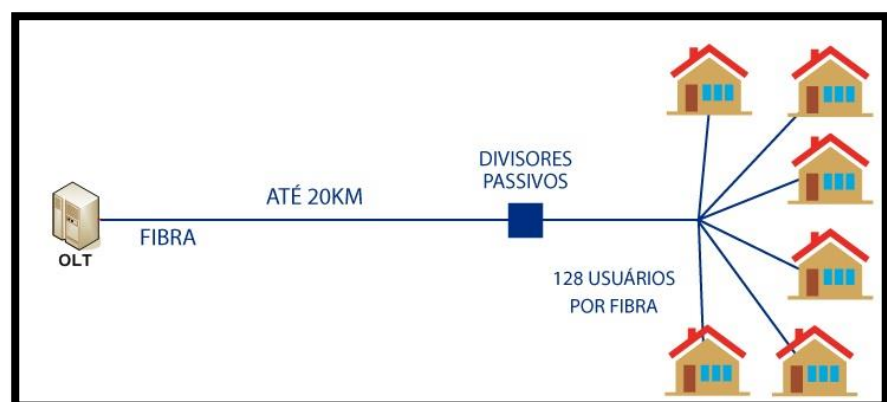 OLT
FIBRA
ATÉ 20KM
DIVISORES
PASSIVOS
128 USUÁRIOS
POR FIBRA